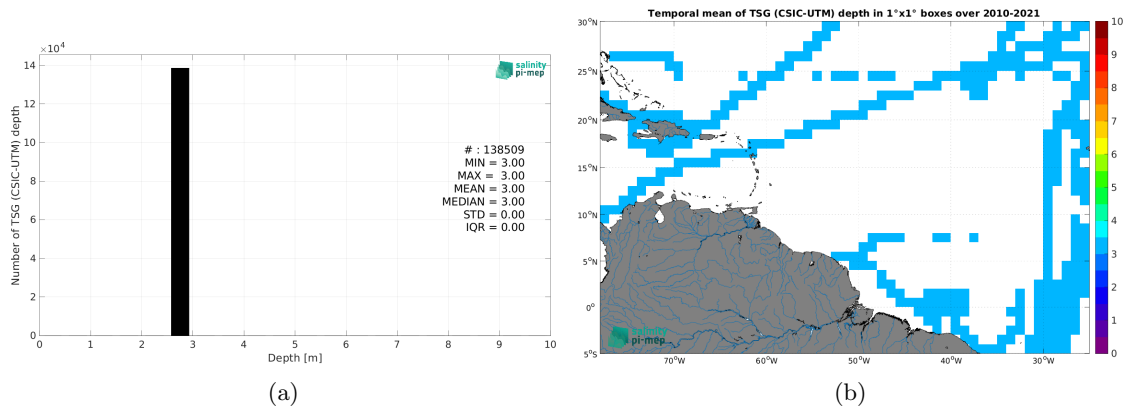 ×10⁴
14
12
10
8
6
4
2
0
0 1 2 3 4 5 6 7 8 9 10
Number of TSG (CSIC-UTM) depth
Depth [m]
salinity
pi-mep
# : 138509
MIN = 3.00
MAX = 3.00
MEAN = 3.00
MEDIAN = 3.00
STD = 0.00
IQR = 0.00
(a)
Temporal mean of TSG (CSIC-UTM) depth in 1°x1° boxes over 2010-2021
30°N
25°N
20°N
15°N
10°N
5°N
0°
5°S
70°W 60°W 50°W 40°W 30°W
salinity
pi-mep
10
9
8
7
6
5
4
3
2
1
0
(b)